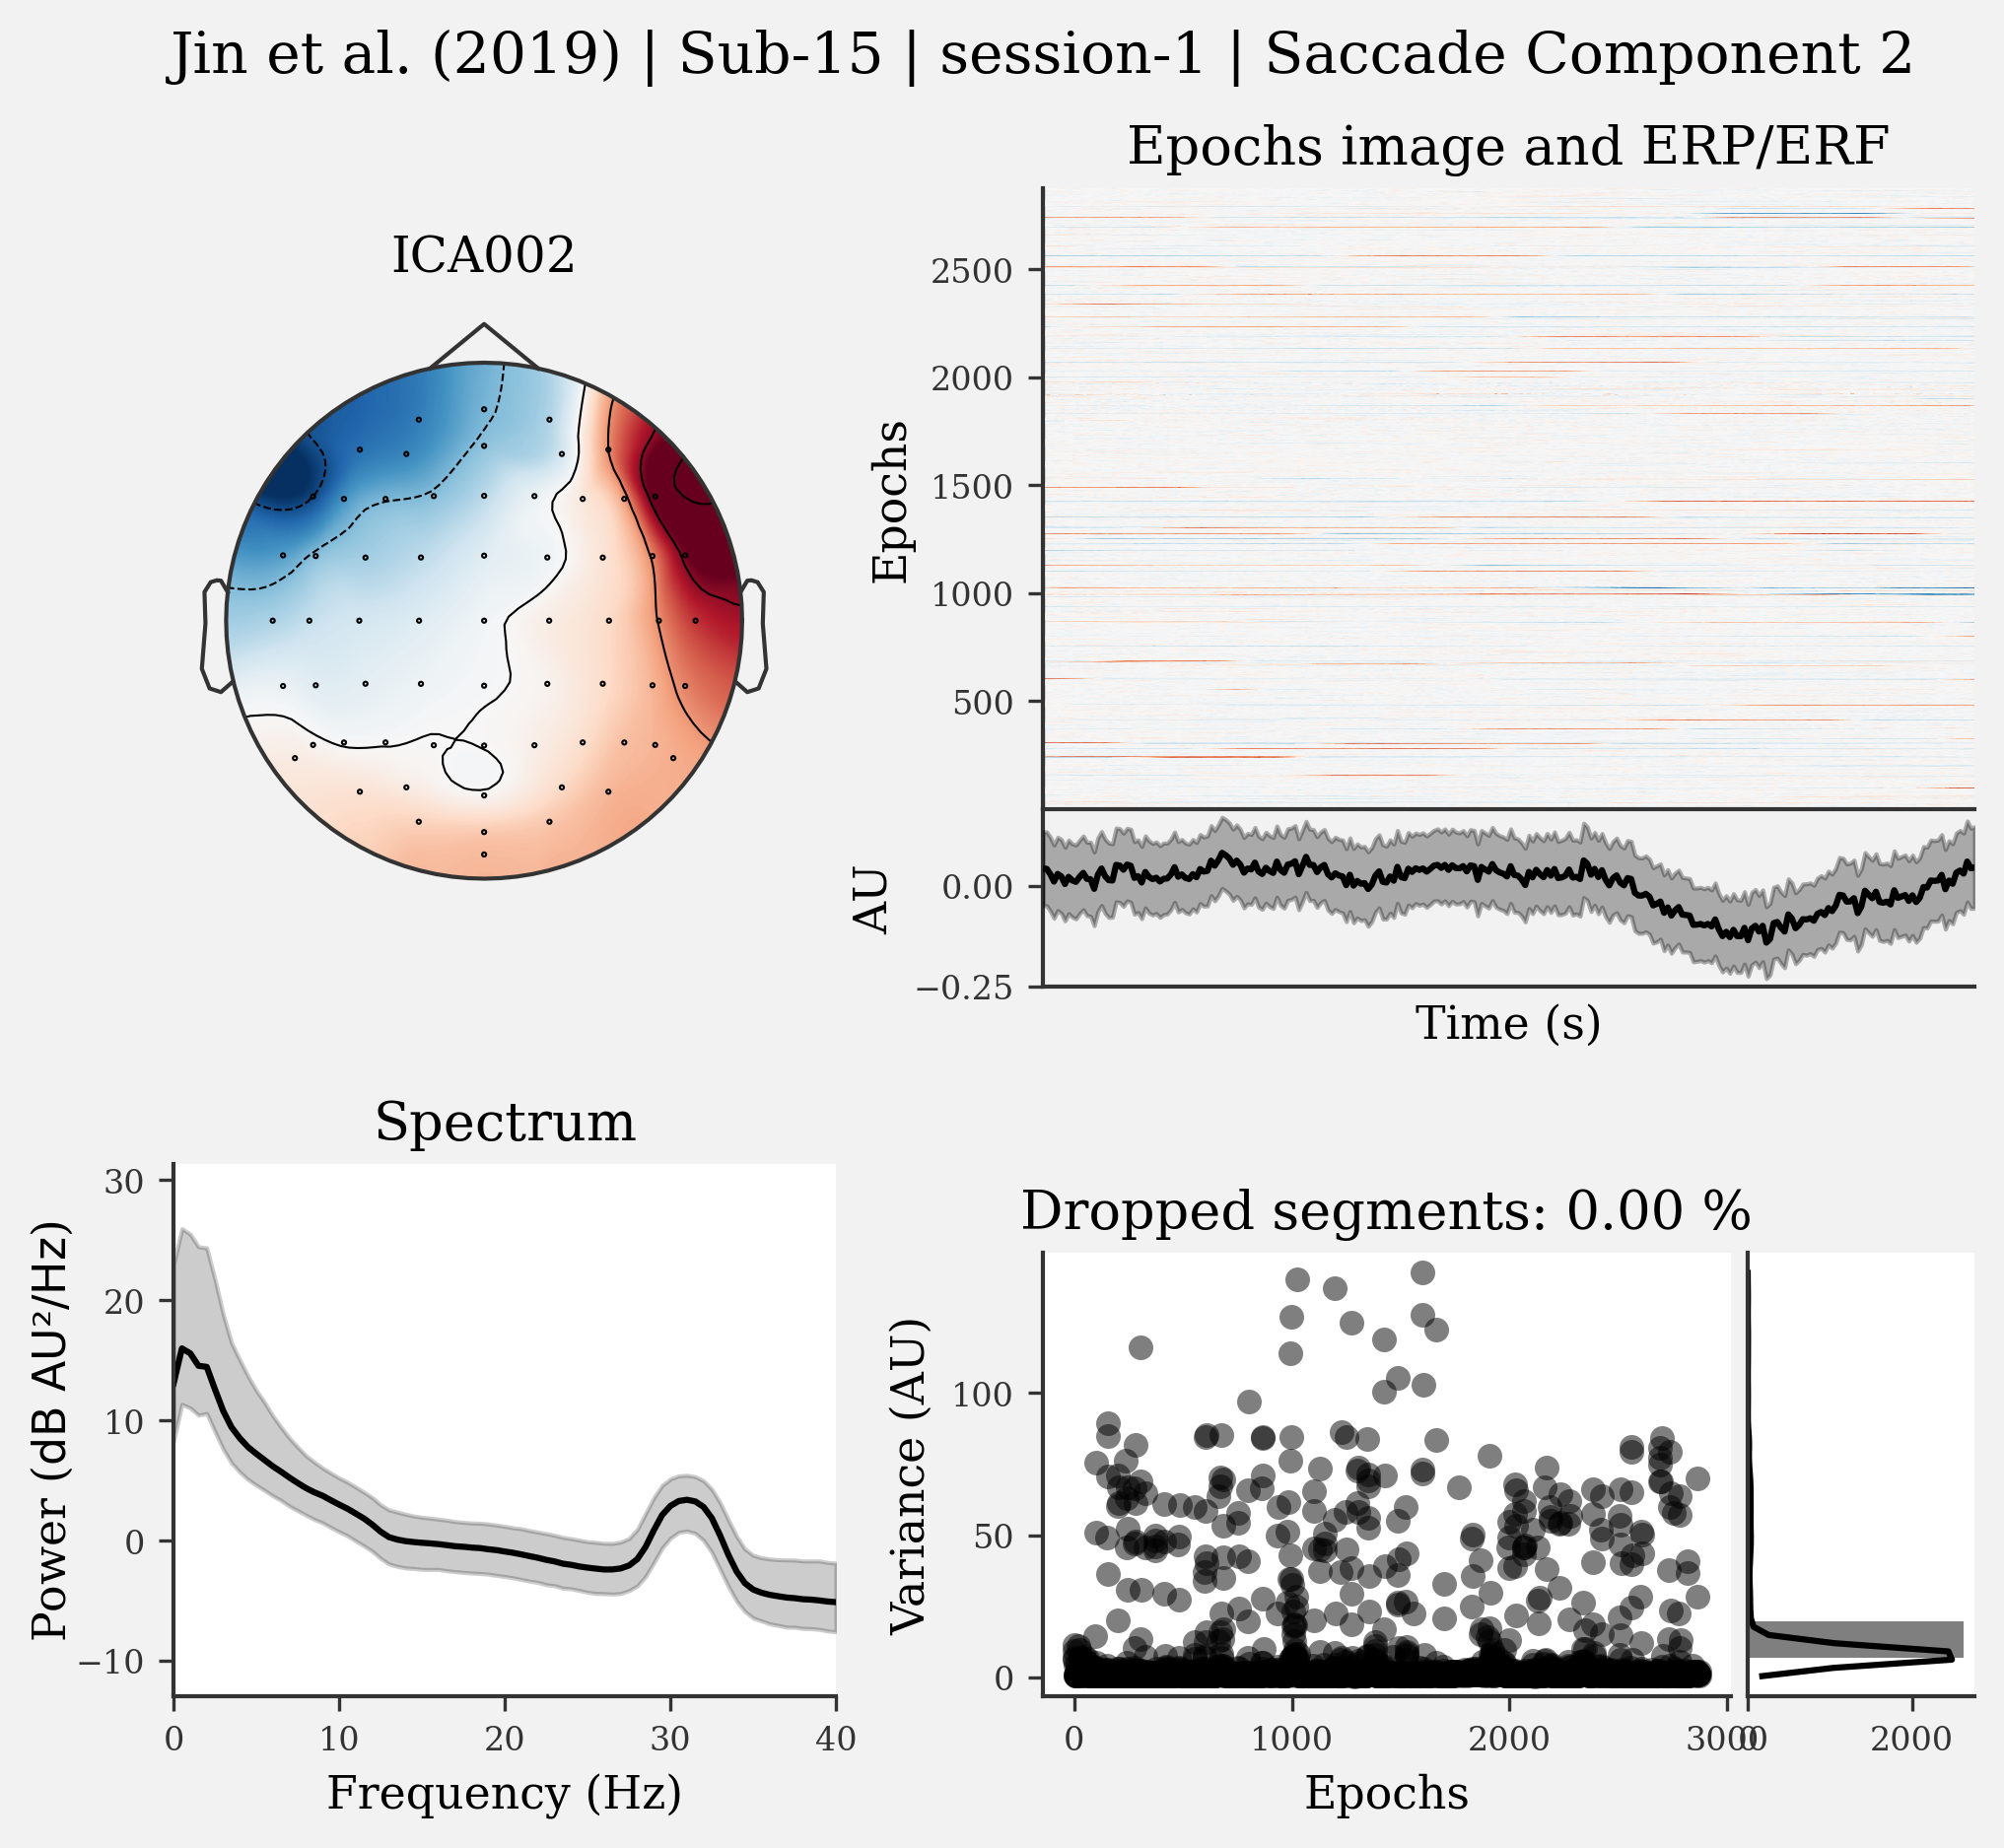 Jin et al. (2019) | Sub-15 | session-1 | Saccade Component 2
ICA002
Epochs image and ERP/ERF
Epochs
2500
2000
1500
1000
500
AU
0.00
−0.25
Time (s)
Spectrum
Power (dB AU²/Hz)
30
20
10
0
−10
0 10 20 30 40
Frequency (Hz)
Dropped segments: 0.00 %
Variance (AU)
100
50
0
0 1000 2000 3000
Epochs
0 2000